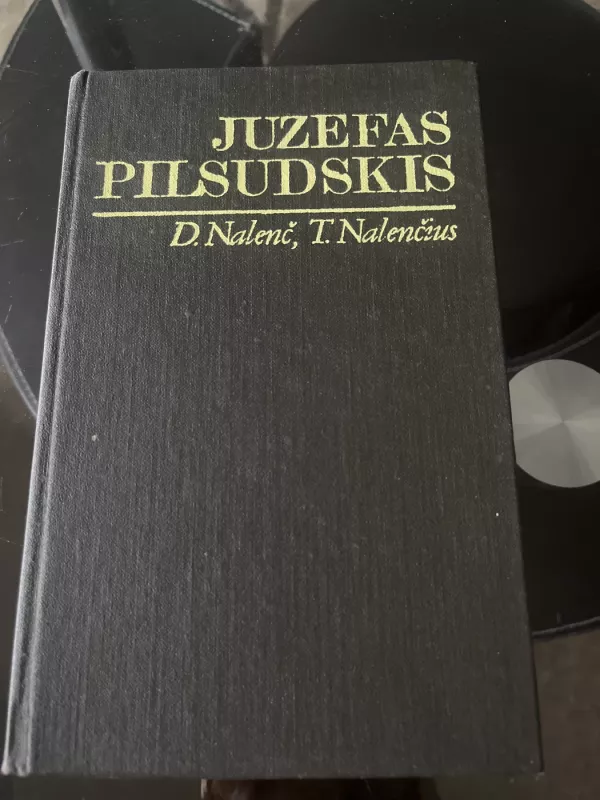 JUZEFAS
PILSUDSKIS
D. Nalenč, T. Nalenčius